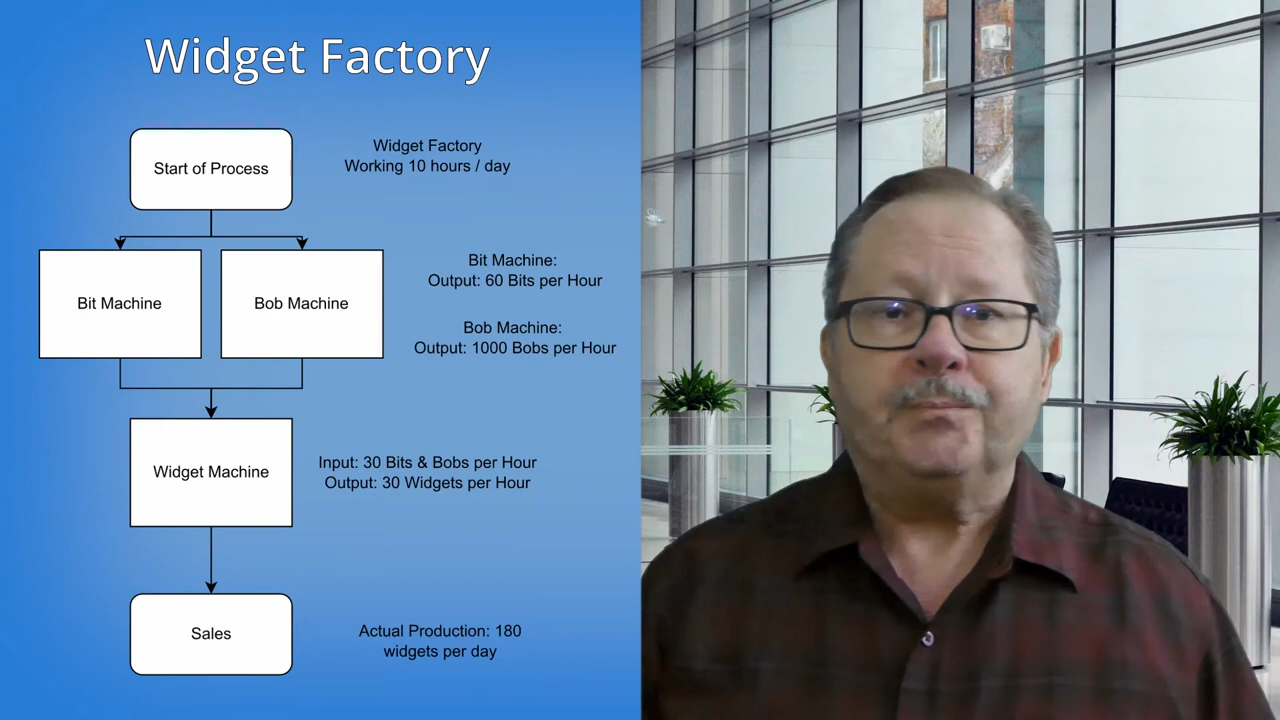 Widget Factory
Start of Process
Widget Factory
Working 10 hours / day
Bit Machine
Bob Machine
Bit Machine:
Output: 60 Bits per Hour
Bob Machine:
Output: 1000 Bobs per Hour
Widget Machine
Input: 30 Bits & Bobs per Hour
Output: 30 Widgets per Hour
Sales
Actual Production: 180
widgets per day